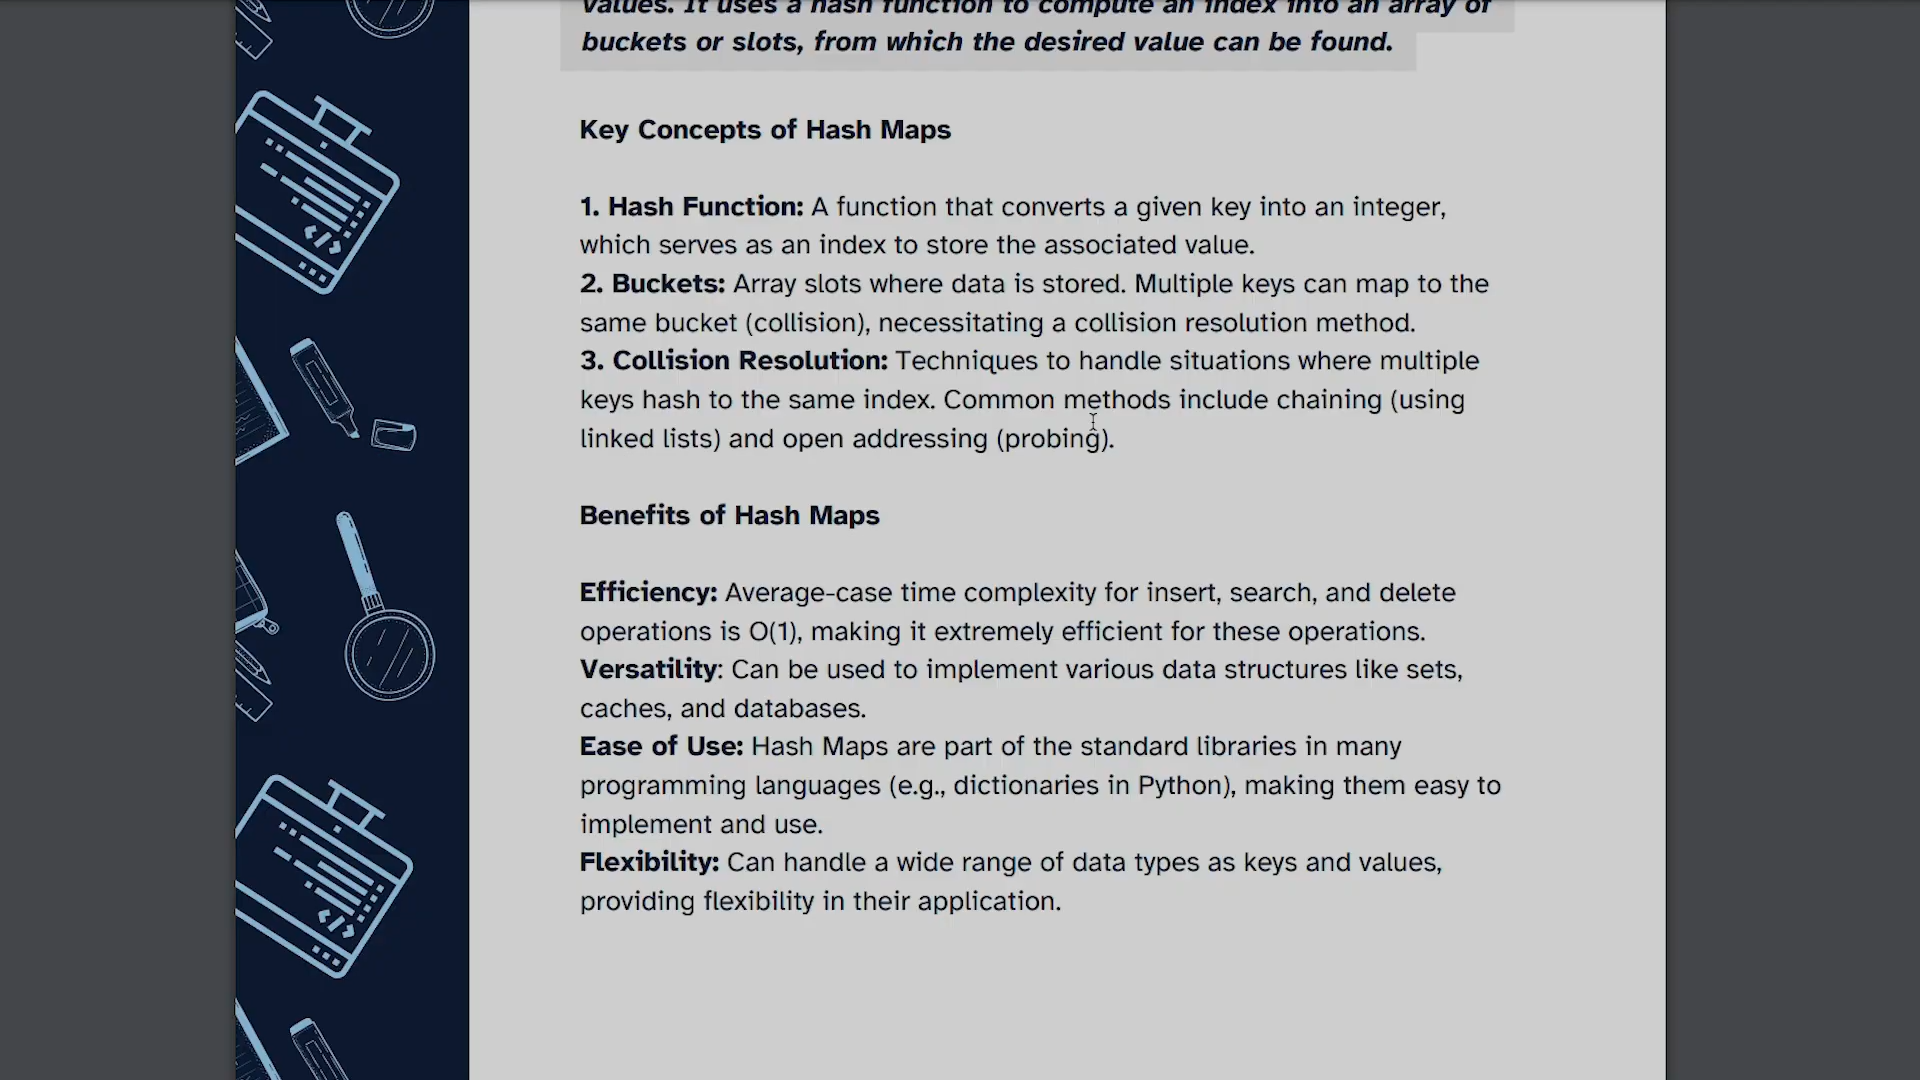 values. It uses a hash function to compute an index into an array of
buckets or slots, from which the desired value can be found.
Key Concepts of Hash Maps
1. Hash Function: A function that converts a given key into an integer,
which serves as an index to store the associated value.
2. Buckets: Array slots where data is stored. Multiple keys can map to the
same bucket (collision), necessitating a collision resolution method.
3. Collision Resolution: Techniques to handle situations where multiple
keys hash to the same index. Common methods include chaining (using
linked lists) and open addressing (probing).
Benefits of Hash Maps
Efficiency: Average-case time complexity for insert, search, and delete
operations is O(1), making it extremely efficient for these operations.
Versatility: Can be used to implement various data structures like sets,
caches, and databases.
Ease of Use: Hash Maps are part of the standard libraries in many
programming languages (e.g., dictionaries in Python), making them easy to
implement and use.
Flexibility: Can handle a wide range of data types as keys and values,
providing flexibility in their application.